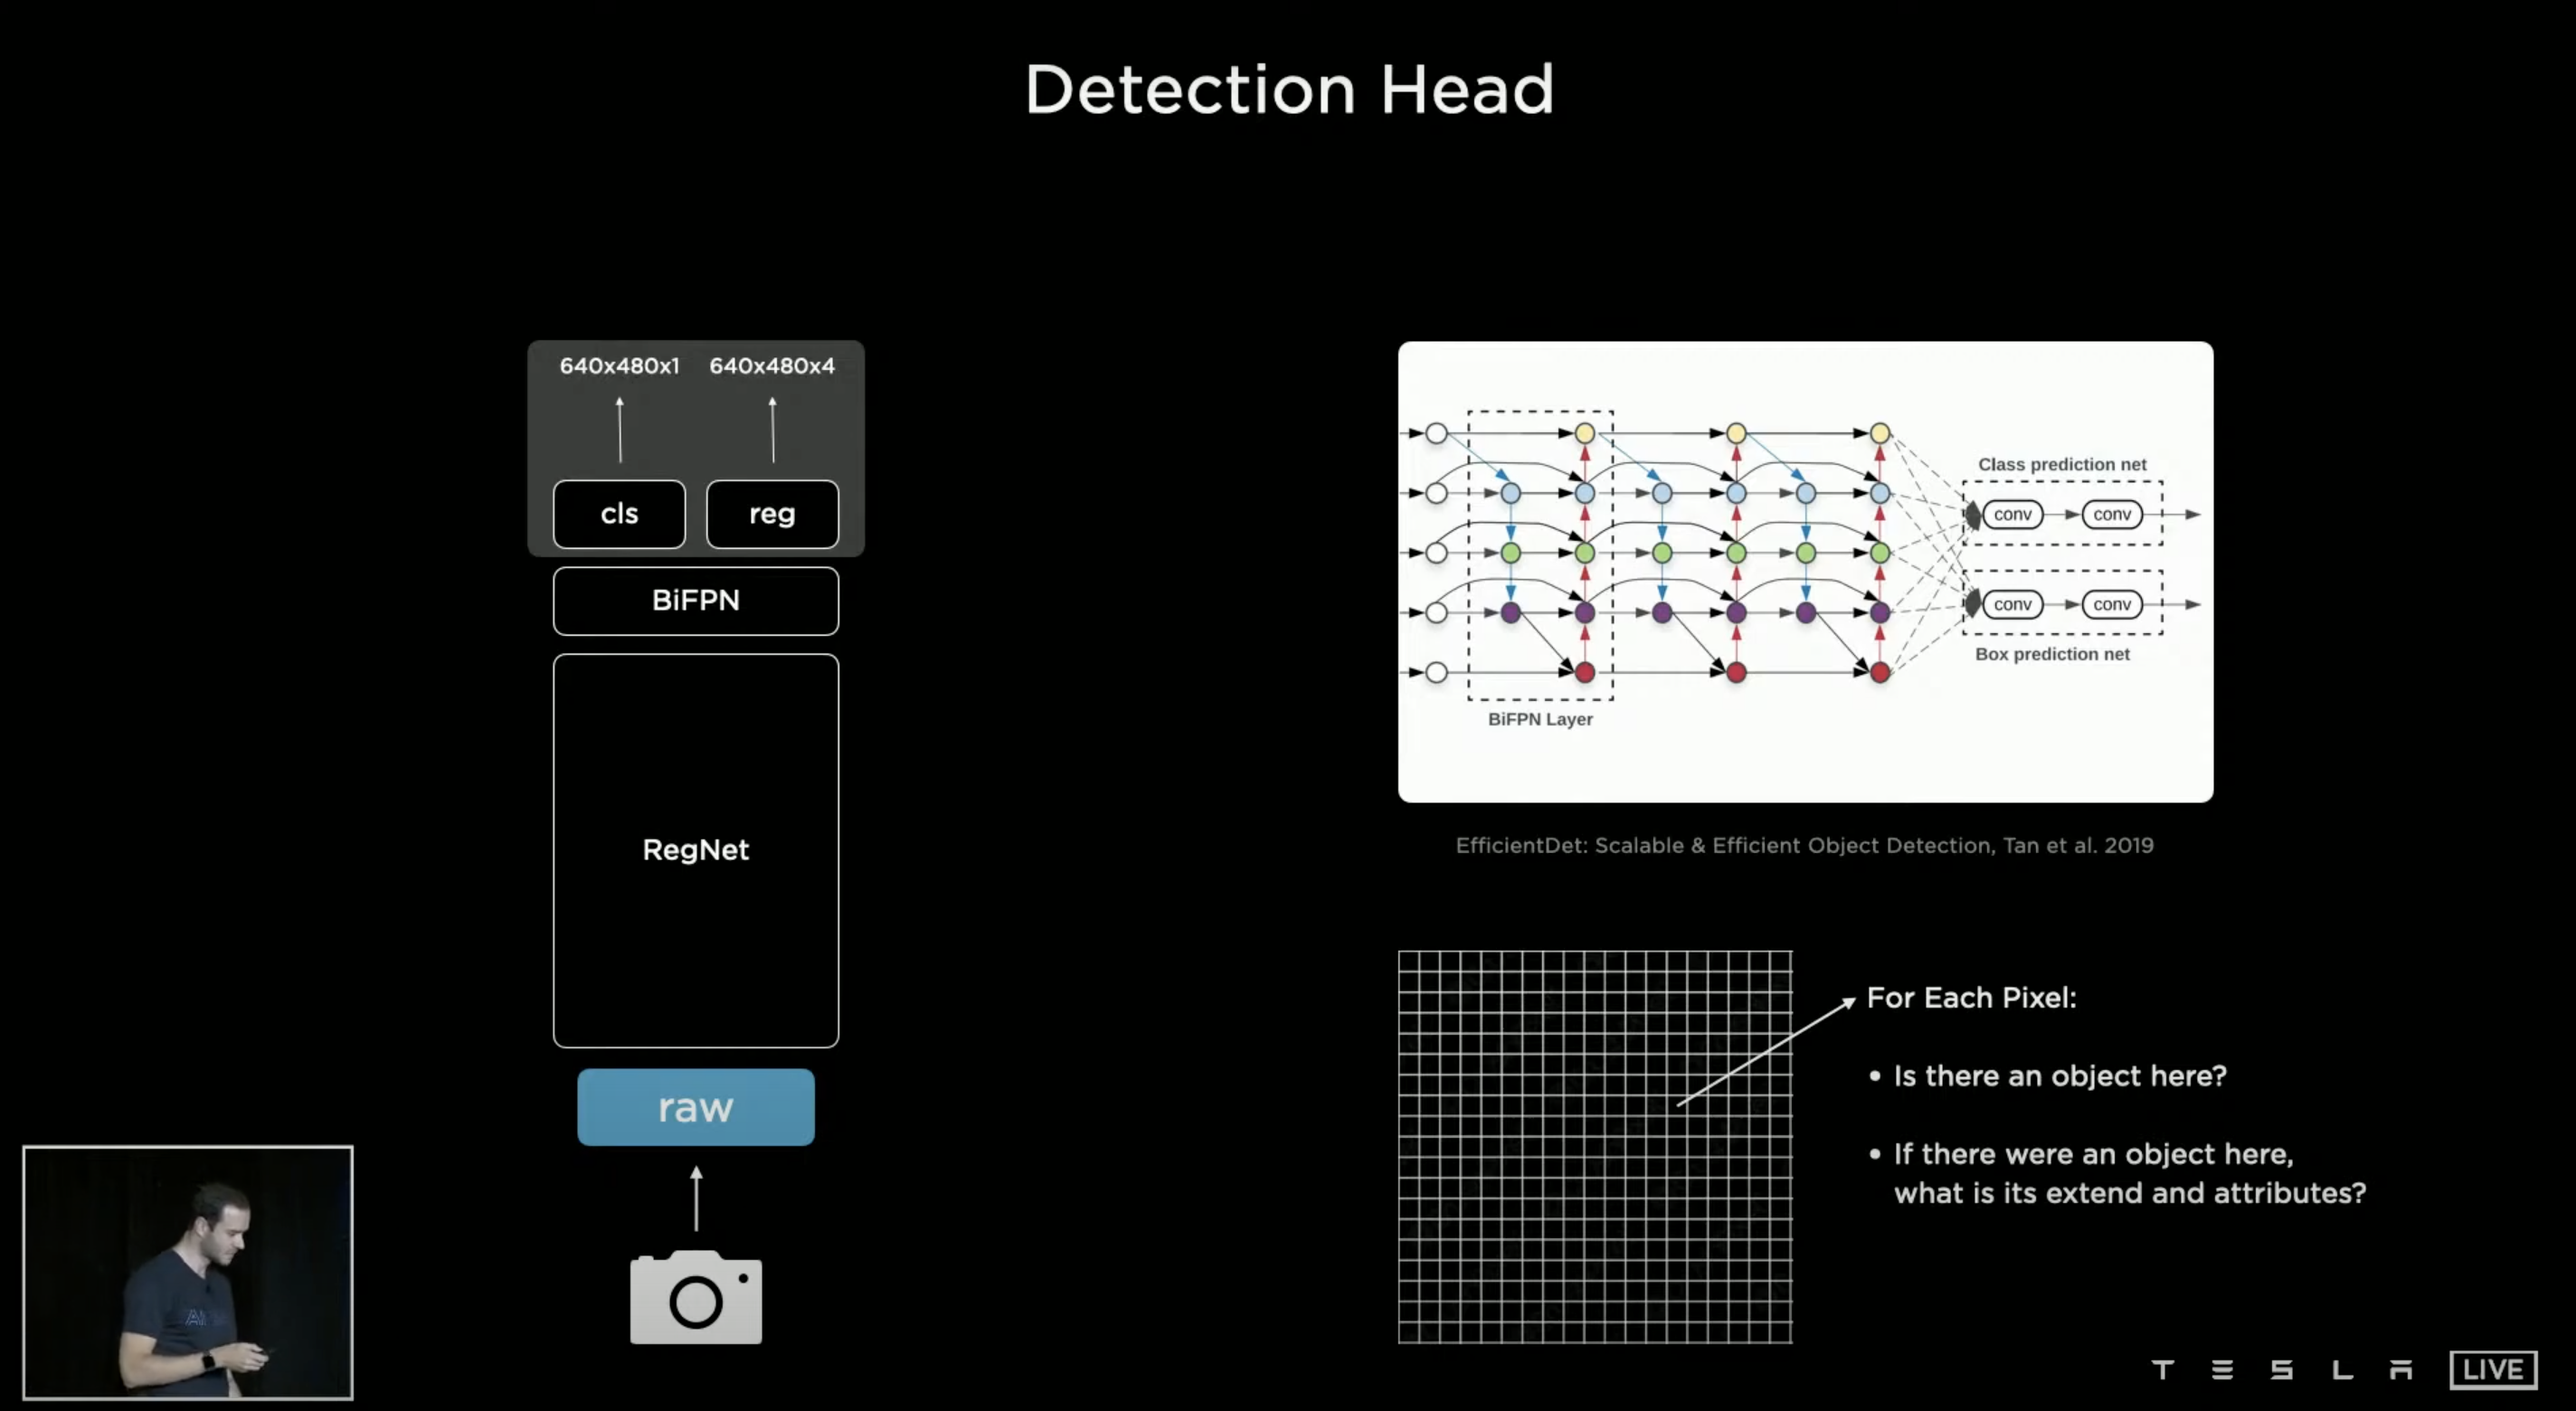 Detection Head
640x480x1 640x480x4
cls reg
BiFPN
RegNet
raw
Class prediction net
conv conv
conv conv
Box prediction net
BiFPN Layer
EfficientDet: Scalable & Efficient Object Detection, Tan et al. 2019
For Each Pixel:
• Is there an object here?
• If there were an object here,
what is its extend and attributes?
TESLA LIVE